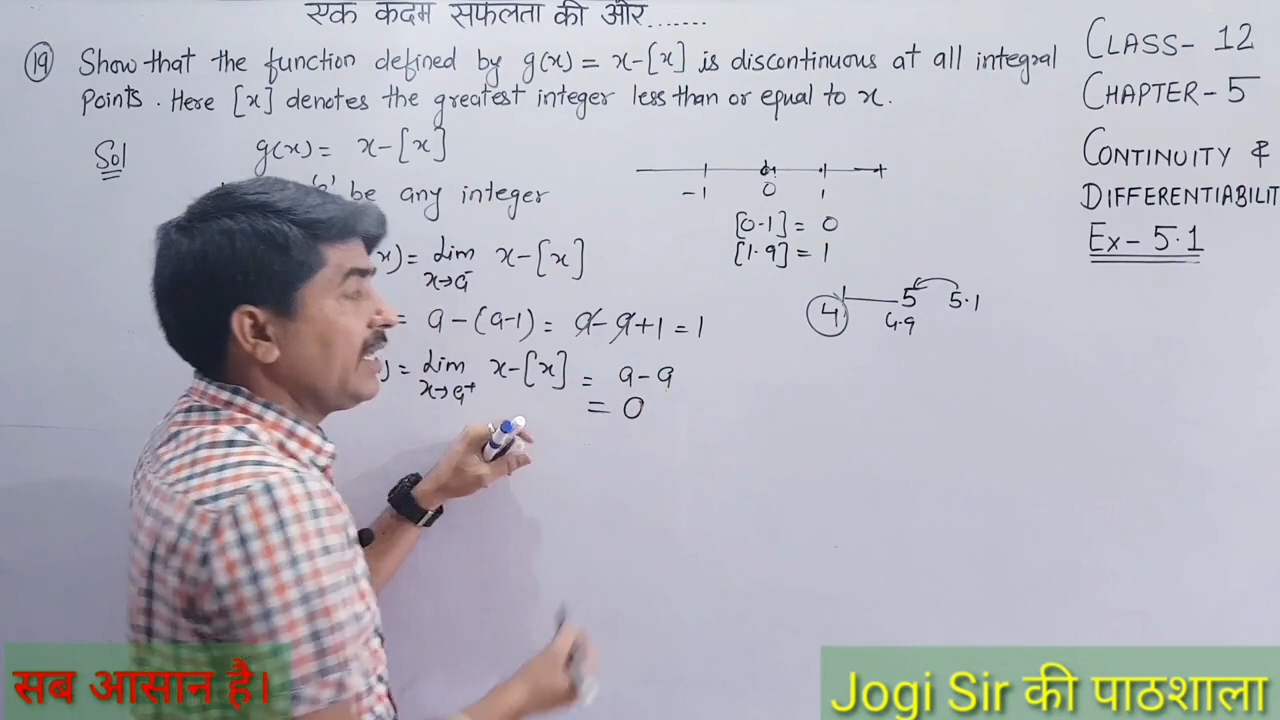 एक कदम सफलता की ओर.......
(19) Show that the function defined by g(x) = x-[x] is discontinuous at all integral
Points. Here [x] denotes the greatest integer less than or equal to x.
Sol
g(x) = x-[x]
be any integer
x) = lim x→a⁻ x-[x]
= a-(a-1) = a-a+1 = 1
) = lim x→a⁺ x-[x] = a-a
= 0
-1 0 1
[0.1] = 0
[1.9] = 1
4 5 5.1
4.9
CLASS- 12
CHAPTER- 5
CONTINUITY &
DIFFERENTIABILIT
Ex- 5.1
सब आसान है।
Jogi Sir की पाठशाला